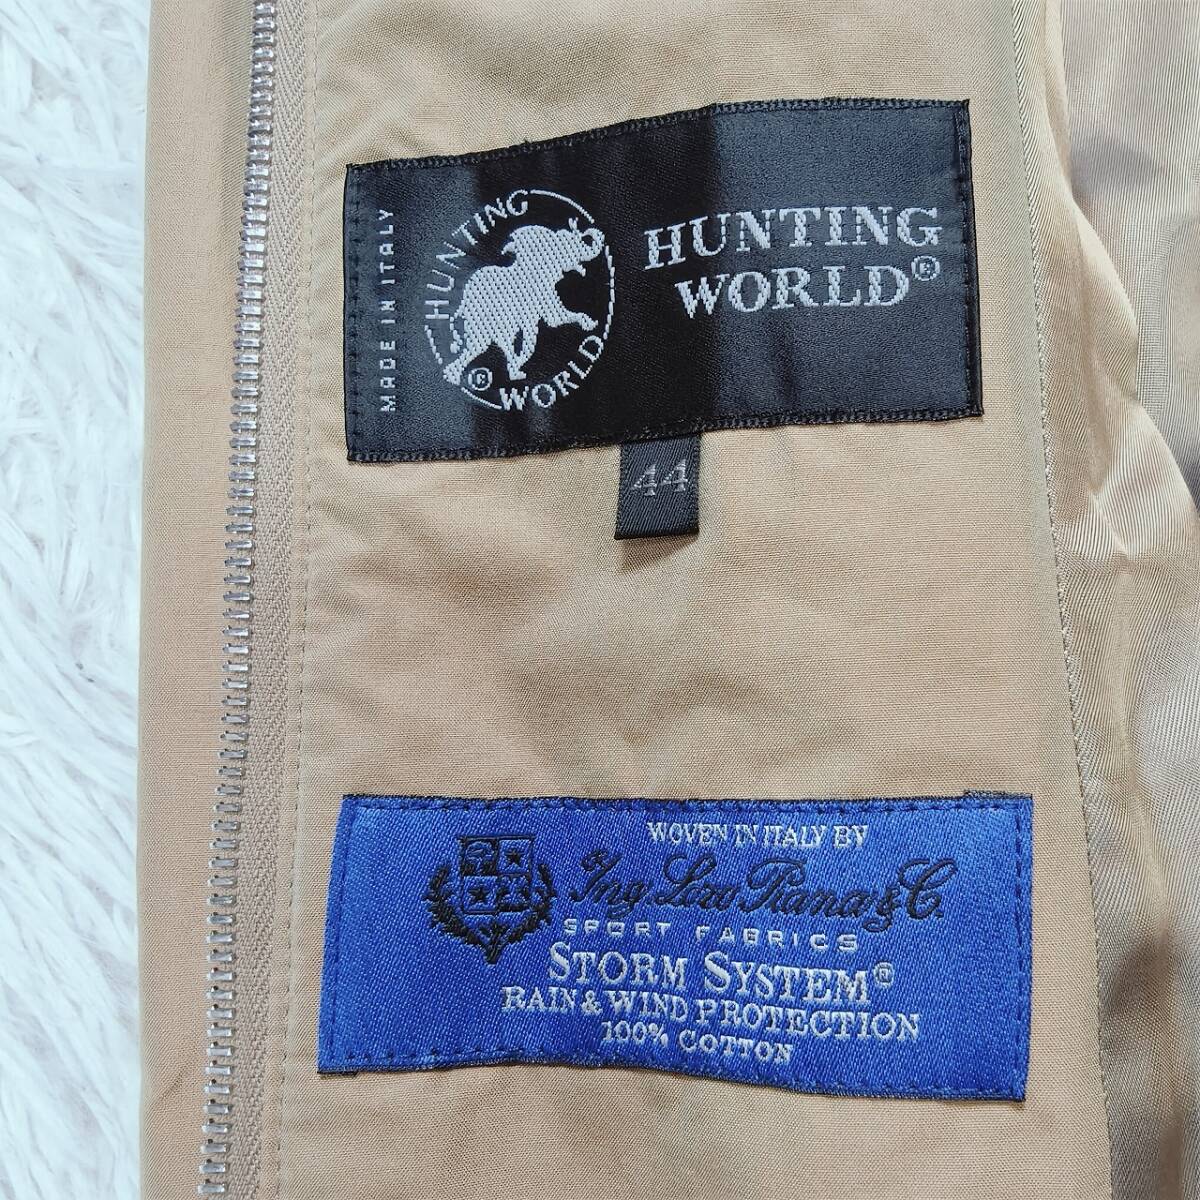 MADE IN ITALY
HUNTING
WORLD
®
HUNTING
WORLD®
44
WOVEN IN ITALY BY
Ing Loro Piana & C.
SPORT FABRICS
STORM SYSTEM®
RAIN & WIND PROTECTION
100% COTTON